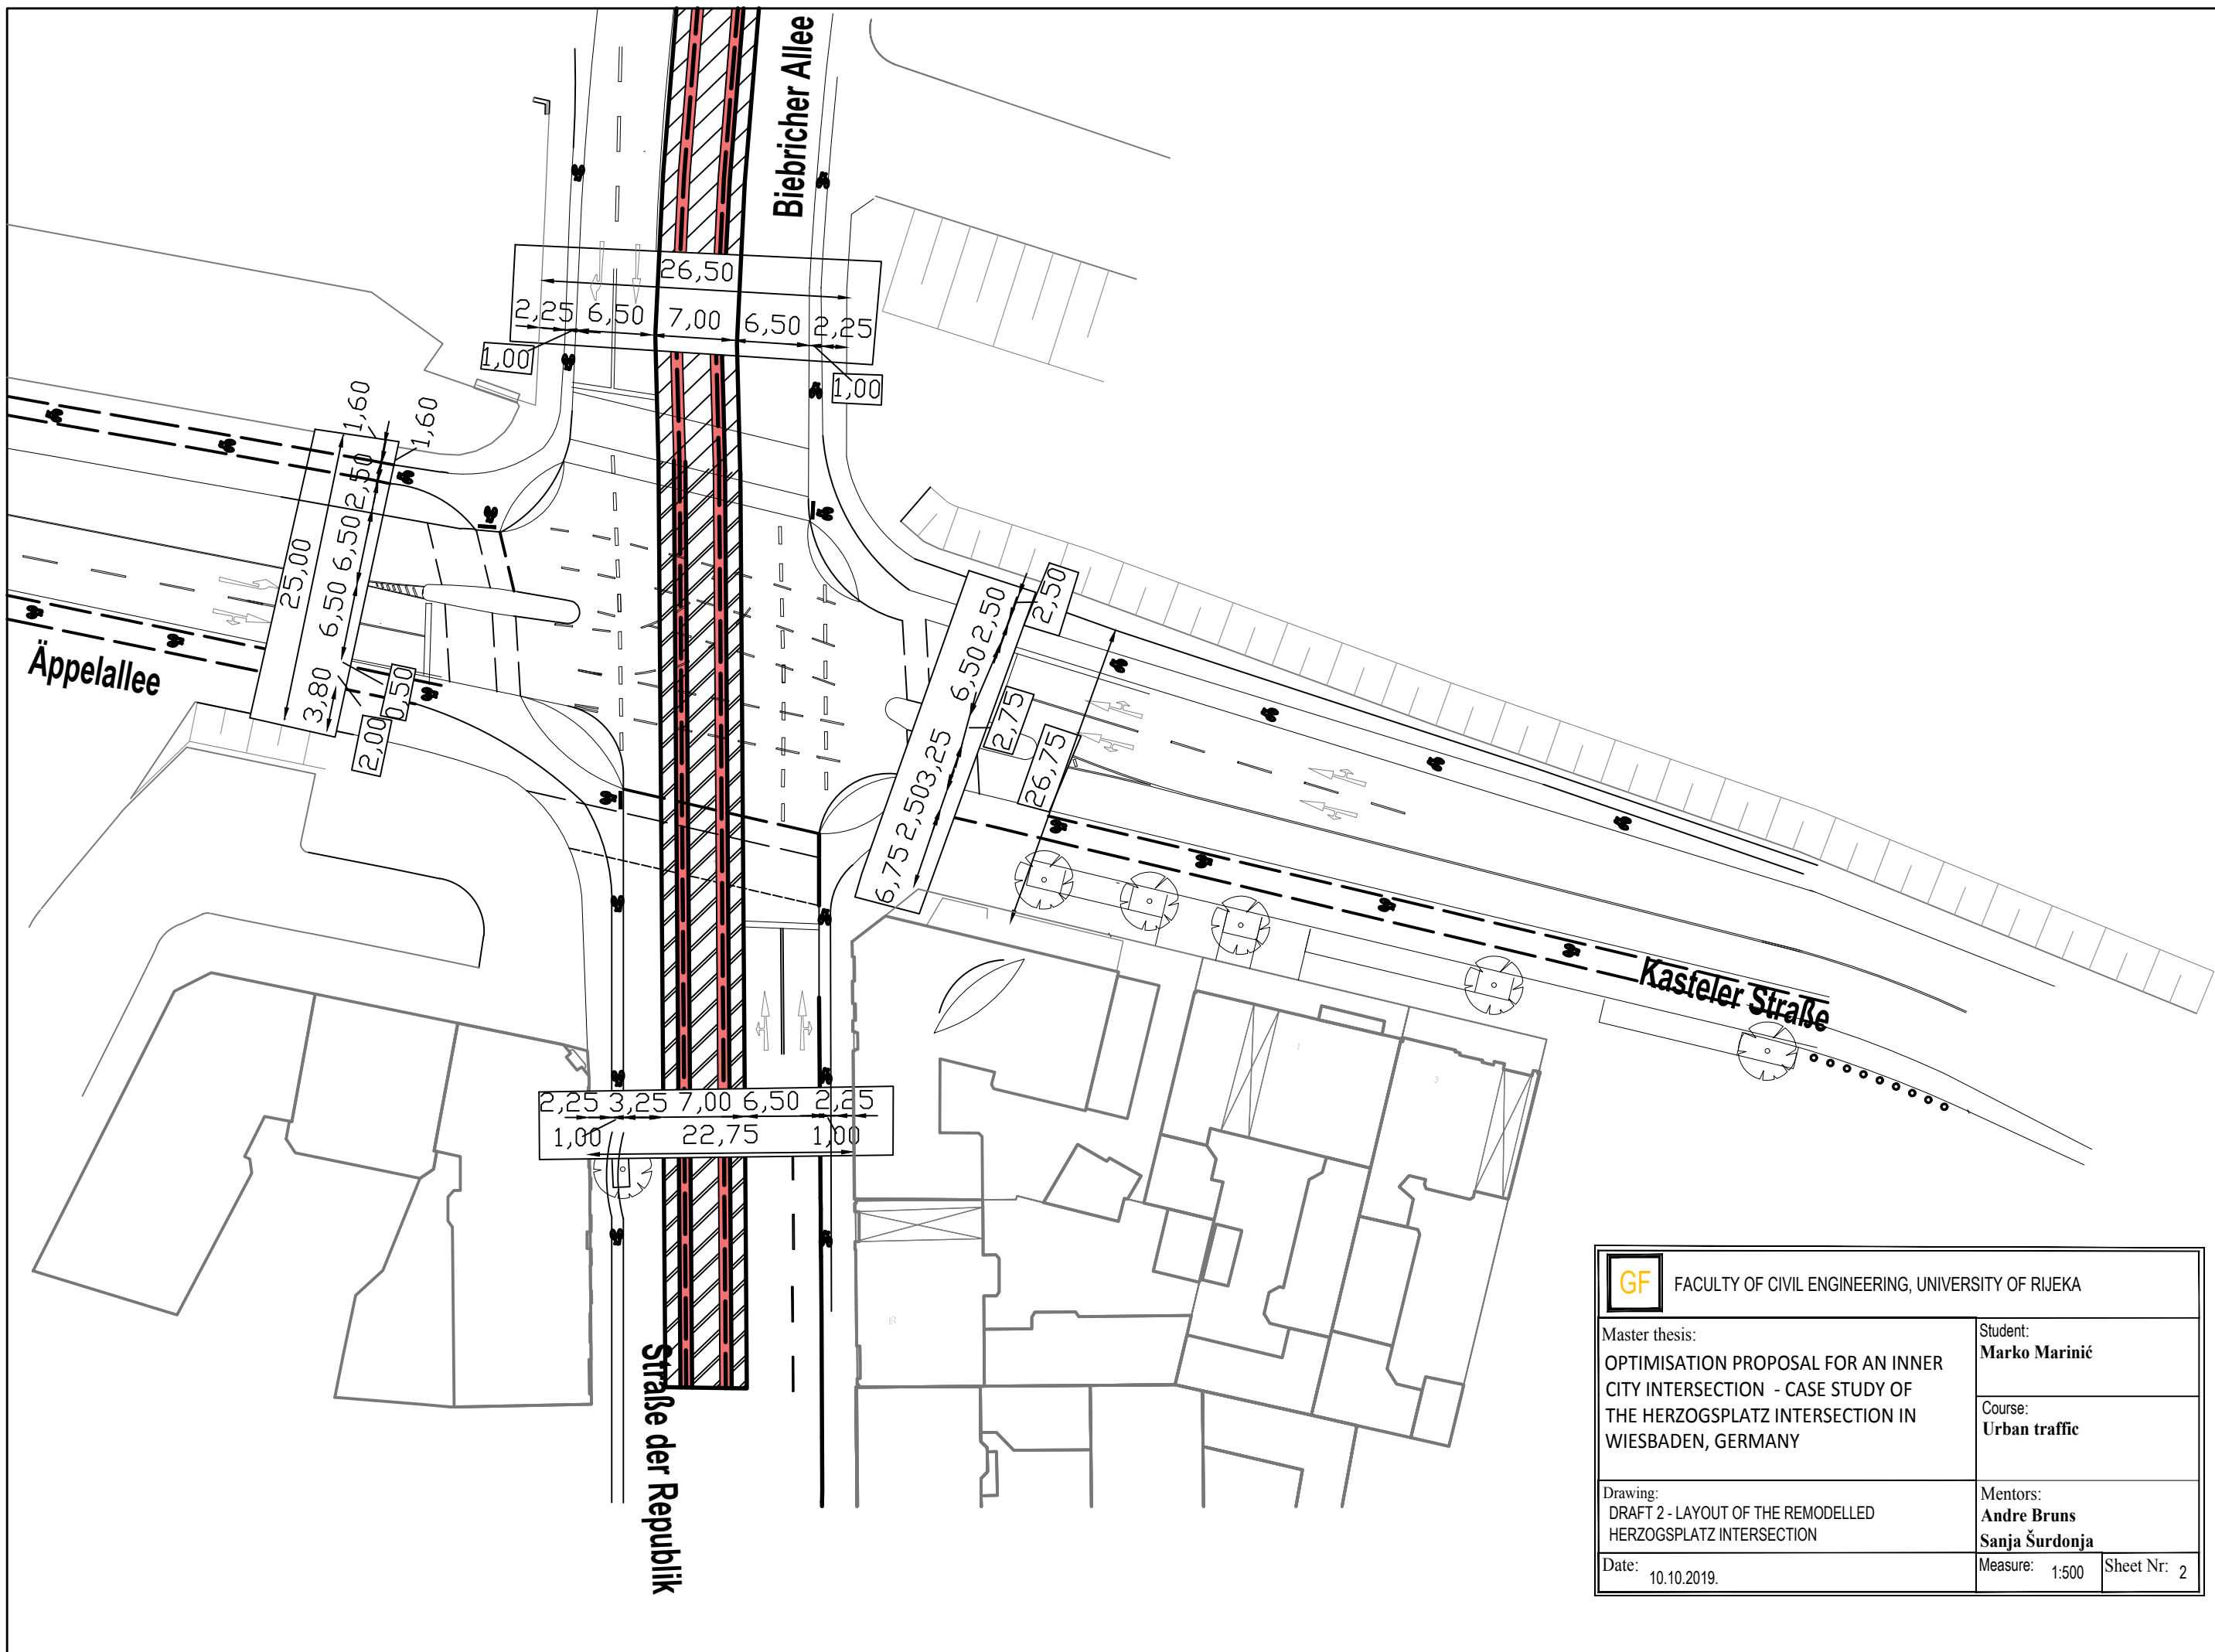 Biebricher Allee
26,50
2,25 6,50 7,00 6,50 2,25
1,00
1,00
1,60
1,60
25,00
3,80 6,50 6,50 2,50
0,50
2,00
Äppelallee
2,50
6,75 2,50 3,25 6,50 2,50
2,75
26,75
Kasteler Straße
2,25 3,25 7,00 6,50 2,25
1,00 22,75 1,00
Straße der Republik
GF FACULTY OF CIVIL ENGINEERING, UNIVERSITY OF RIJEKA
Master thesis:
OPTIMISATION PROPOSAL FOR AN INNER
CITY INTERSECTION - CASE STUDY OF
THE HERZOGSPLATZ INTERSECTION IN
WIESBADEN, GERMANY
Student:
Marko Marinić
Course:
Urban traffic
Drawing:
DRAFT 2 - LAYOUT OF THE REMODELLED
HERZOGSPLATZ INTERSECTION
Mentors:
Andre Bruns
Sanja Šurdonja
Date: 10.10.2019.
Measure: 1:500
Sheet Nr: 2